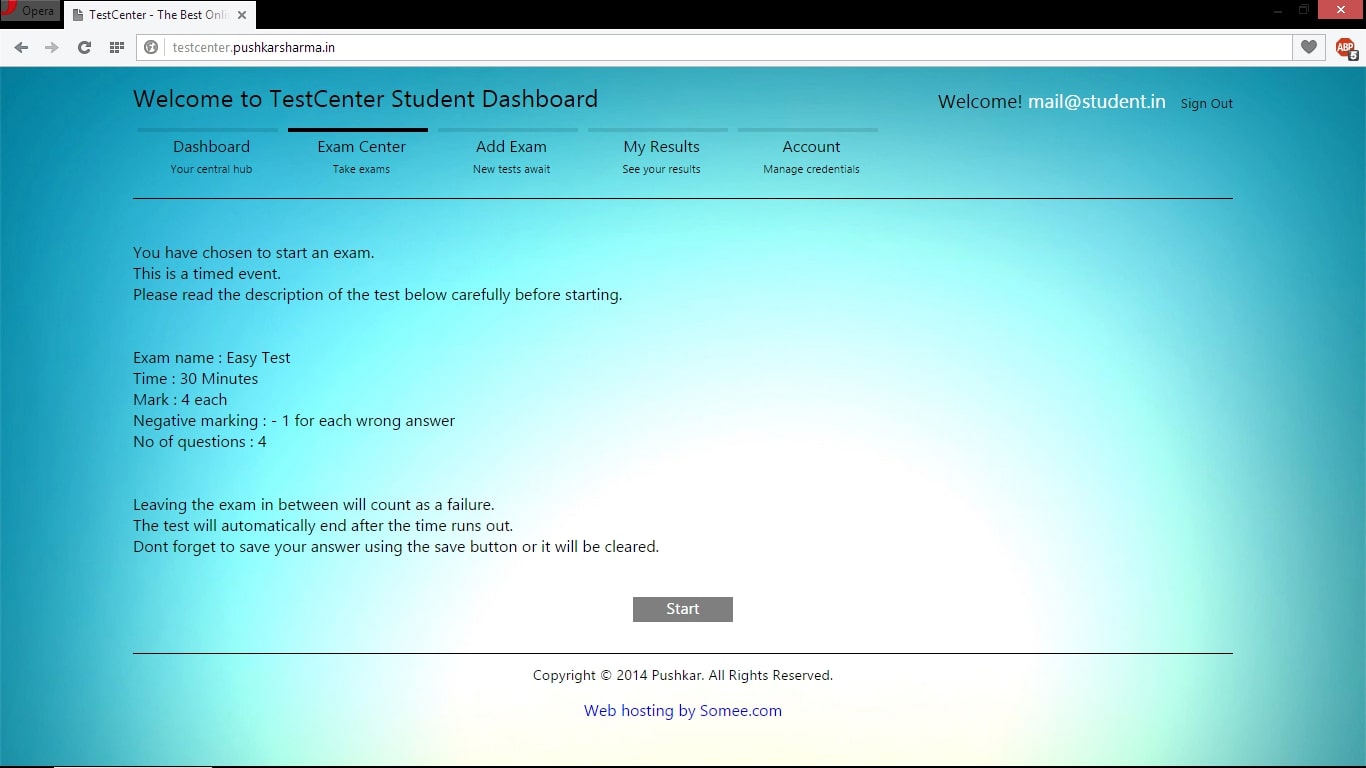 Opera
TestCenter - The Best Onli
testcenter.pushkarsharma.in
ABP
5
Welcome to TestCenter Student Dashboard
Welcome! mail@student.in Sign Out
Dashboard Exam Center Add Exam My Results Account
Your central hub Take exams New tests await See your results Manage credentials
You have chosen to start an exam.
This is a timed event.
Please read the description of the test below carefully before starting.
Exam name : Easy Test
Time : 30 Minutes
Mark : 4 each
Negative marking : - 1 for each wrong answer
No of questions : 4
Leaving the exam in between will count as a failure.
The test will automatically end after the time runs out.
Dont forget to save your answer using the save button or it will be cleared.
Start
Copyright © 2014 Pushkar. All Rights Reserved.
Web hosting by Somee.com